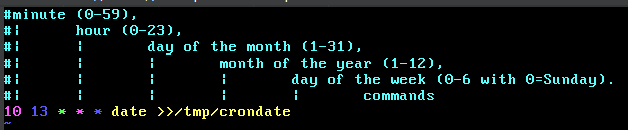 #minute (0-59),
#|      hour (0-23),
#|      |       day of the month (1-31),
#|      |       |       month of the year (1-12),
#|      |       |       |       day of the week (0-6 with 0=Sunday).
#|      |       |       |       |       commands
10 13 * * * date >>/tmp/crondate
~